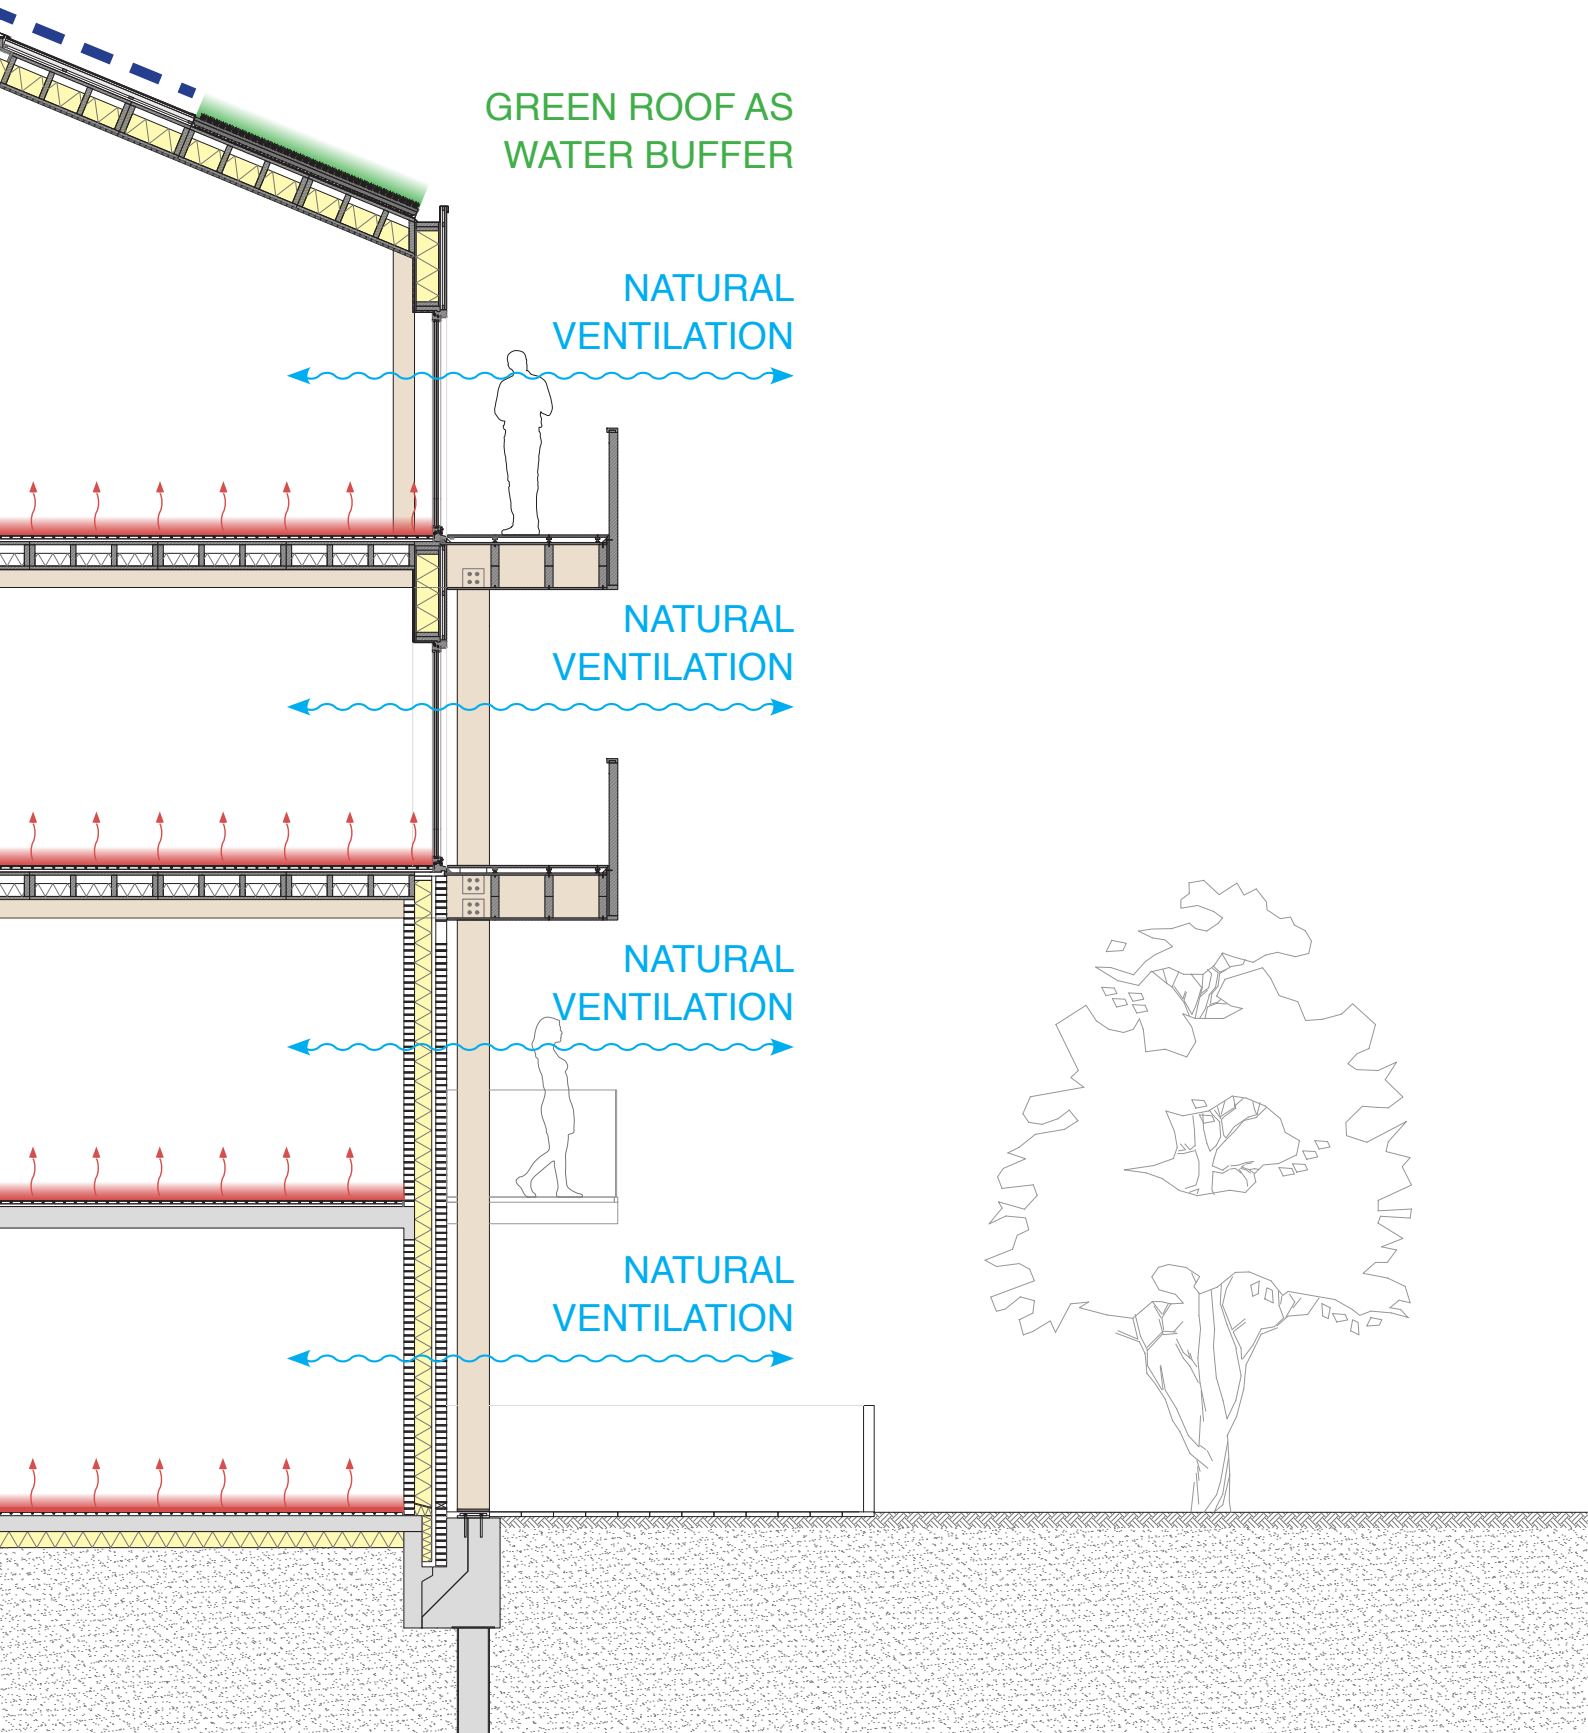 GREEN ROOF AS
WATER BUFFER
NATURAL
VENTILATION
NATURAL
VENTILATION
NATURAL
VENTILATION
NATURAL
VENTILATION